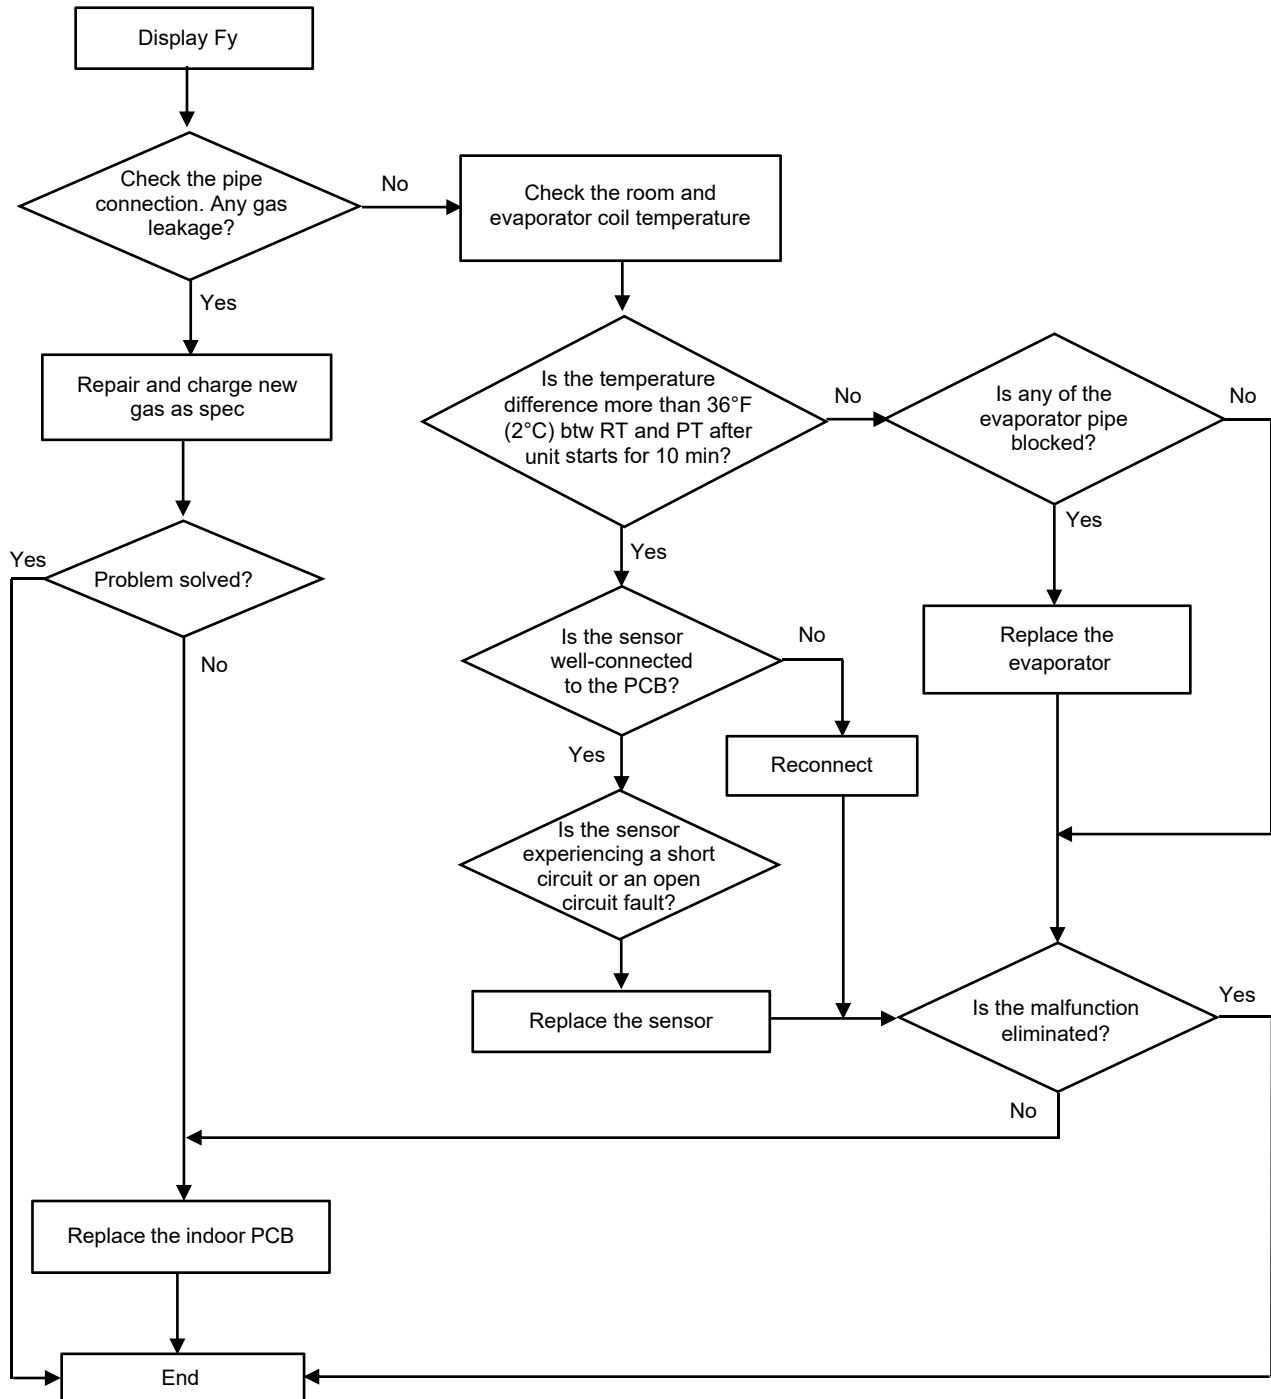 Display Fy
Check the pipe
connection. Any gas
leakage?
No
Check the room and
evaporator coil temperature
Yes
Repair and charge new
gas as spec
Is the temperature
difference more than 36°F
(2°C) btw RT and PT after
unit starts for 10 min?
No
Is any of the
evaporator pipe
blocked?
No
Yes
Yes
Problem solved?
Yes
No
Is the sensor
well-connected
to the PCB?
No
Replace the
evaporator
Yes
Reconnect
Is the sensor
experiencing a short
circuit or an open
circuit fault?
Replace the sensor
Is the malfunction
eliminated?
Yes
No
Replace the indoor PCB
End